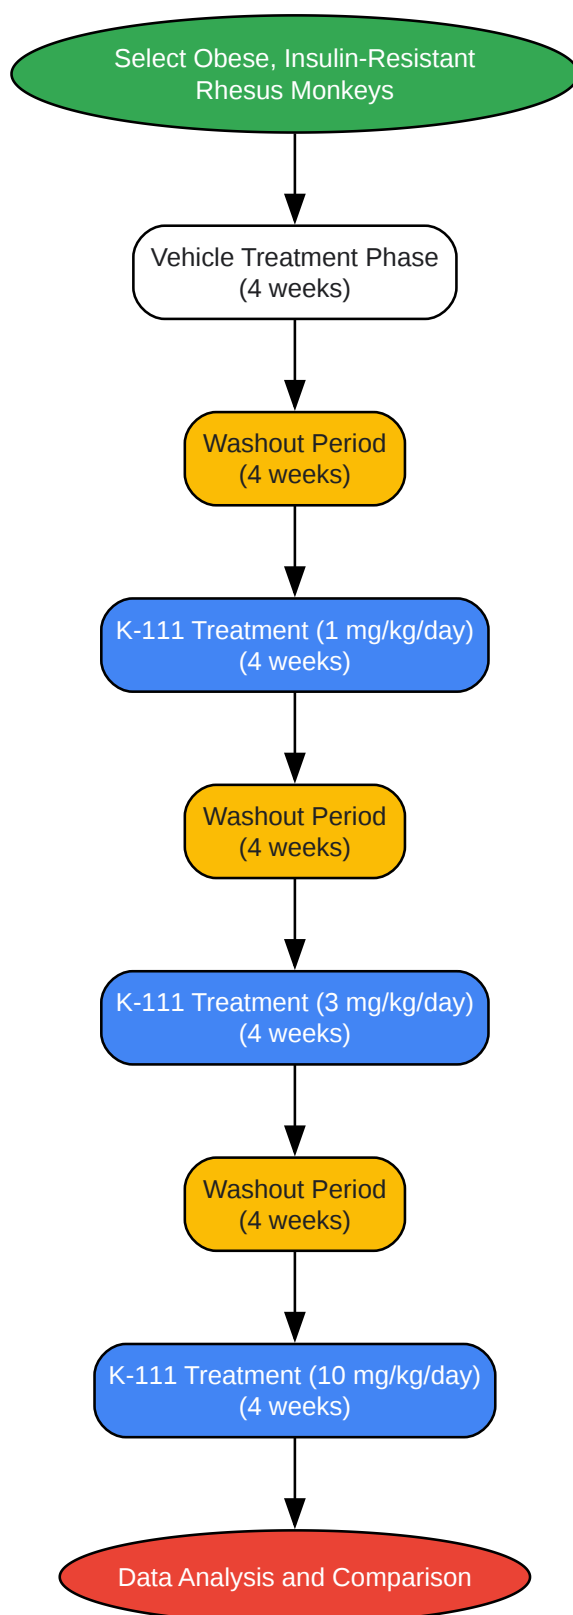 Select Obese, Insulin-Resistant
Rhesus Monkeys
Vehicle Treatment Phase
(4 weeks)
Washout Period
(4 weeks)
K-111 Treatment (1 mg/kg/day)
(4 weeks)
Washout Period
(4 weeks)
K-111 Treatment (3 mg/kg/day)
(4 weeks)
Washout Period
(4 weeks)
K-111 Treatment (10 mg/kg/day)
(4 weeks)
Data Analysis and Comparison